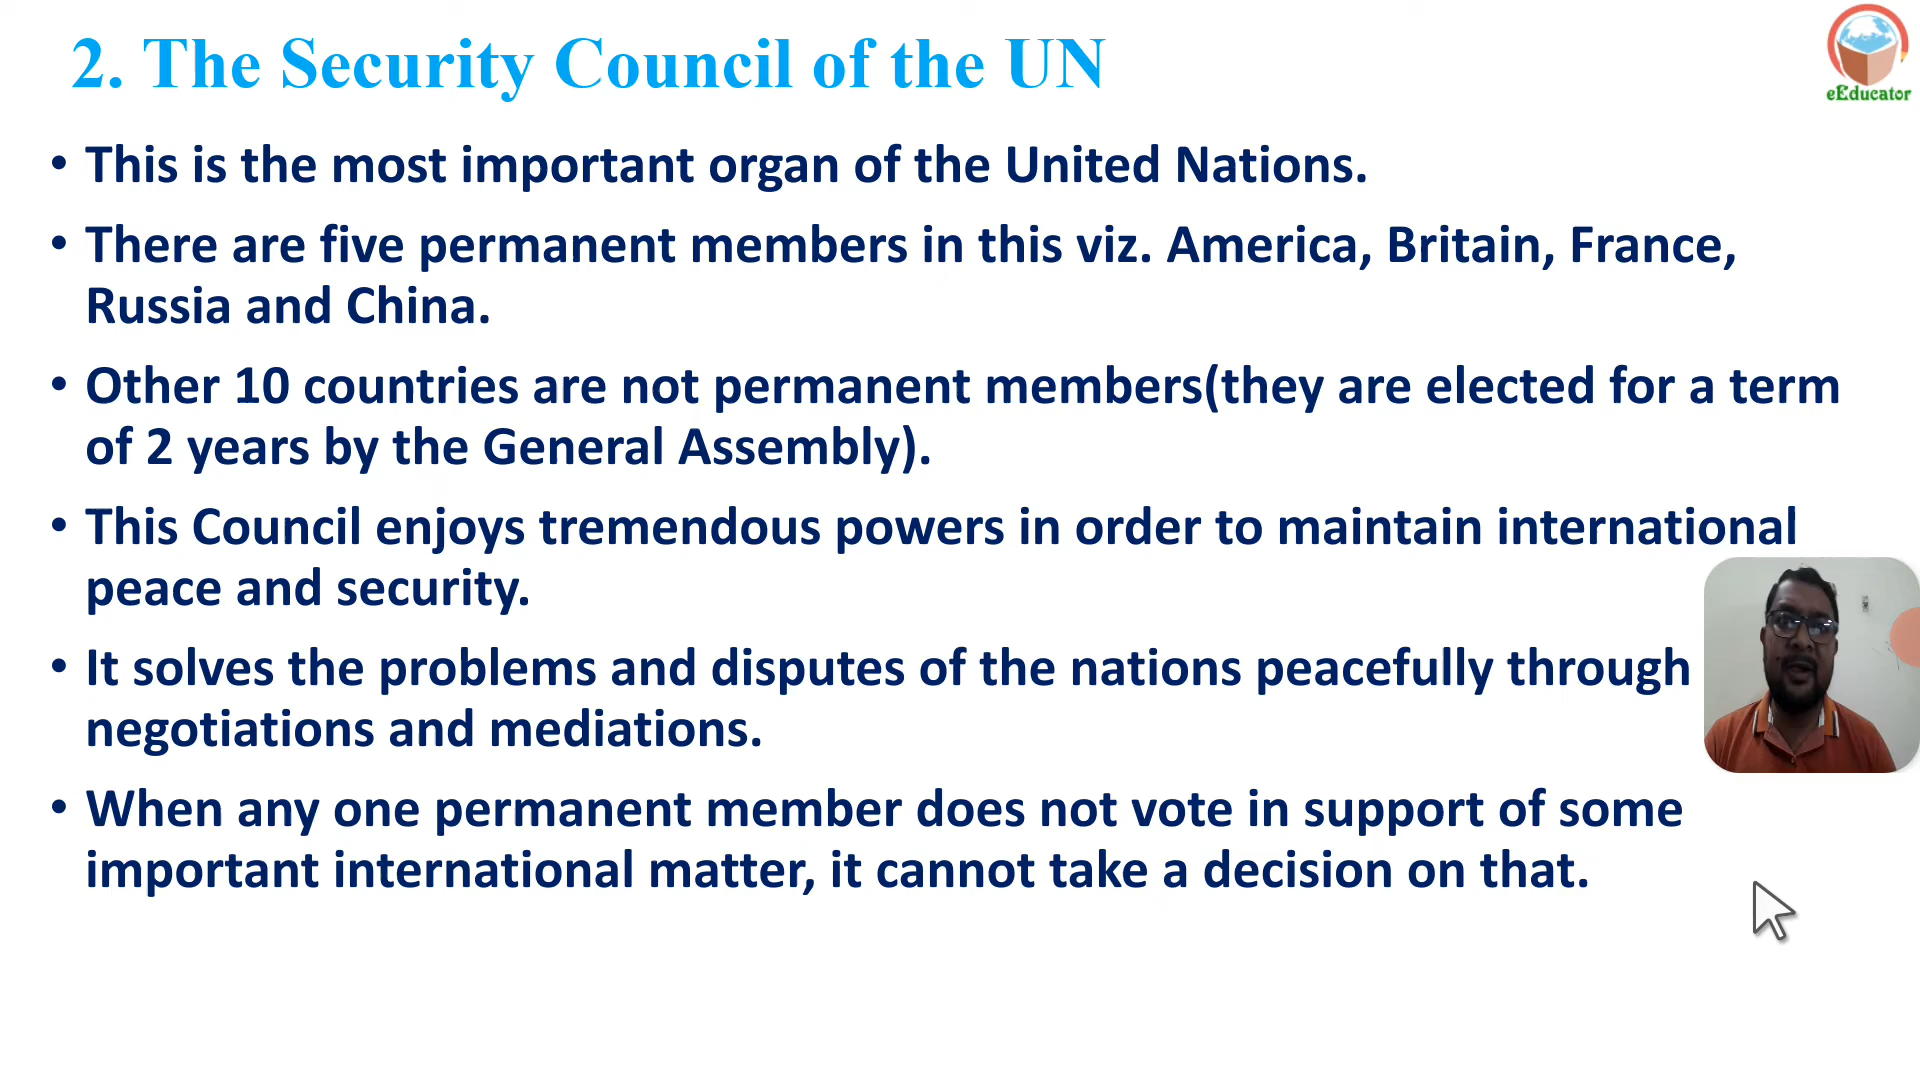 2. The Security Council of the UN
eEducator
• This is the most important organ of the United Nations.
• There are five permanent members in this viz. America, Britain, France,
Russia and China.
• Other 10 countries are not permanent members(they are elected for a term
of 2 years by the General Assembly).
• This Council enjoys tremendous powers in order to maintain international
peace and security.
• It solves the problems and disputes of the nations peacefully through
negotiations and mediations.
• When any one permanent member does not vote in support of some
important international matter, it cannot take a decision on that.